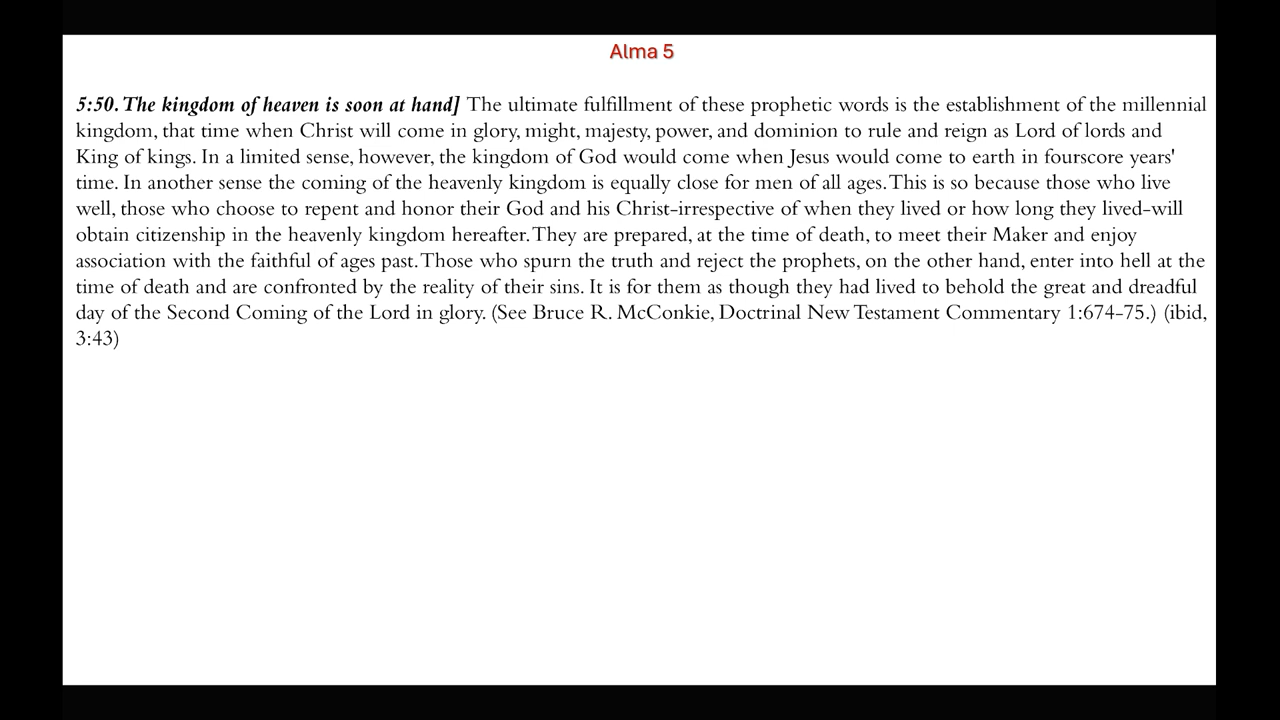 Alma 5
5:50. The kingdom of heaven is soon at hand] The ultimate fulfillment of these prophetic words is the establishment of the millennial
kingdom, that time when Christ will come in glory, might, majesty, power, and dominion to rule and reign as Lord of lords and
King of kings. In a limited sense, however, the kingdom of God would come when Jesus would come to earth in fourscore years'
time. In another sense the coming of the heavenly kingdom is equally close for men of all ages. This is so because those who live
well, those who choose to repent and honor their God and his Christ-irrespective of when they lived or how long they lived-will
obtain citizenship in the heavenly kingdom hereafter. They are prepared, at the time of death, to meet their Maker and enjoy
association with the faithful of ages past. Those who spurn the truth and reject the prophets, on the other hand, enter into hell at the
time of death and are confronted by the reality of their sins. It is for them as though they had lived to behold the great and dreadful
day of the Second Coming of the Lord in glory. (See Bruce R. McConkie, Doctrinal New Testament Commentary 1:674-75.) (ibid,
3:43)